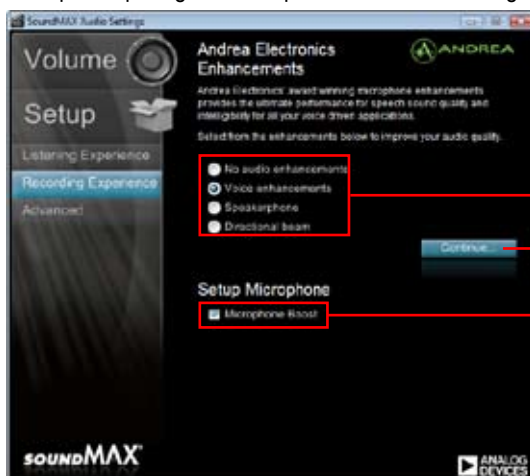 SoundMAX Audio Settings
Volume
Setup
Listening Experience
Recording Experience
Advanced
Andrea Electronics
Enhancements
ANDREA
Andrea Electronics' award winning microphone enhancements
provides the ultimate performance for speech sound quality and
intelligibility for all your voice driven applications.
Select from the enhancements below to improve your audio quality.
No audio enhancements
Voice enhancements
Speakerphone
Directional beam
Continue...
Setup Microphone
Microphone Boost
SOUNDMAX
ANALOG
DEVICES